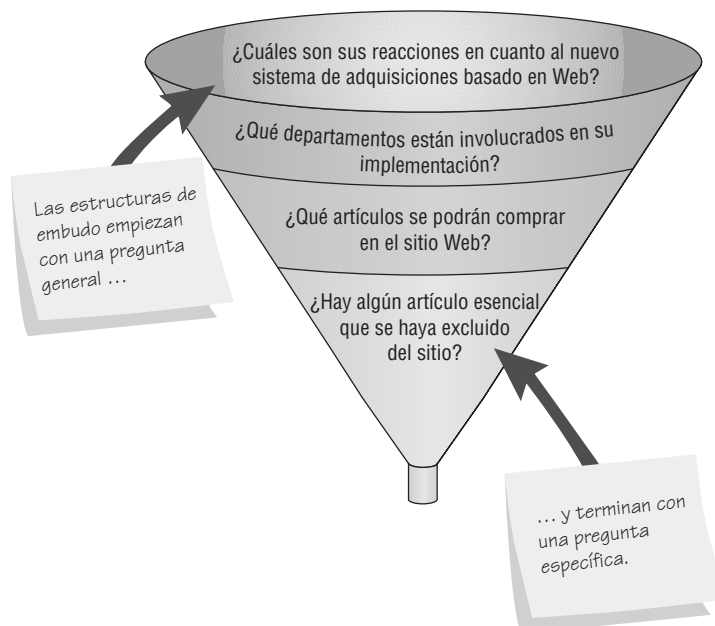 ¿Cuáles son sus reacciones en cuanto al nuevo
sistema de adquisiciones basado en Web?
¿Qué departamentos están involucrados en su
implementación?
Las estructuras de
embudo empiezan
con una pregunta
general ...
¿Qué artículos se podrán comprar
en el sitio Web?
¿Hay algún artículo esencial
que se haya excluido
del sitio?
... y terminan con
una pregunta
específica.